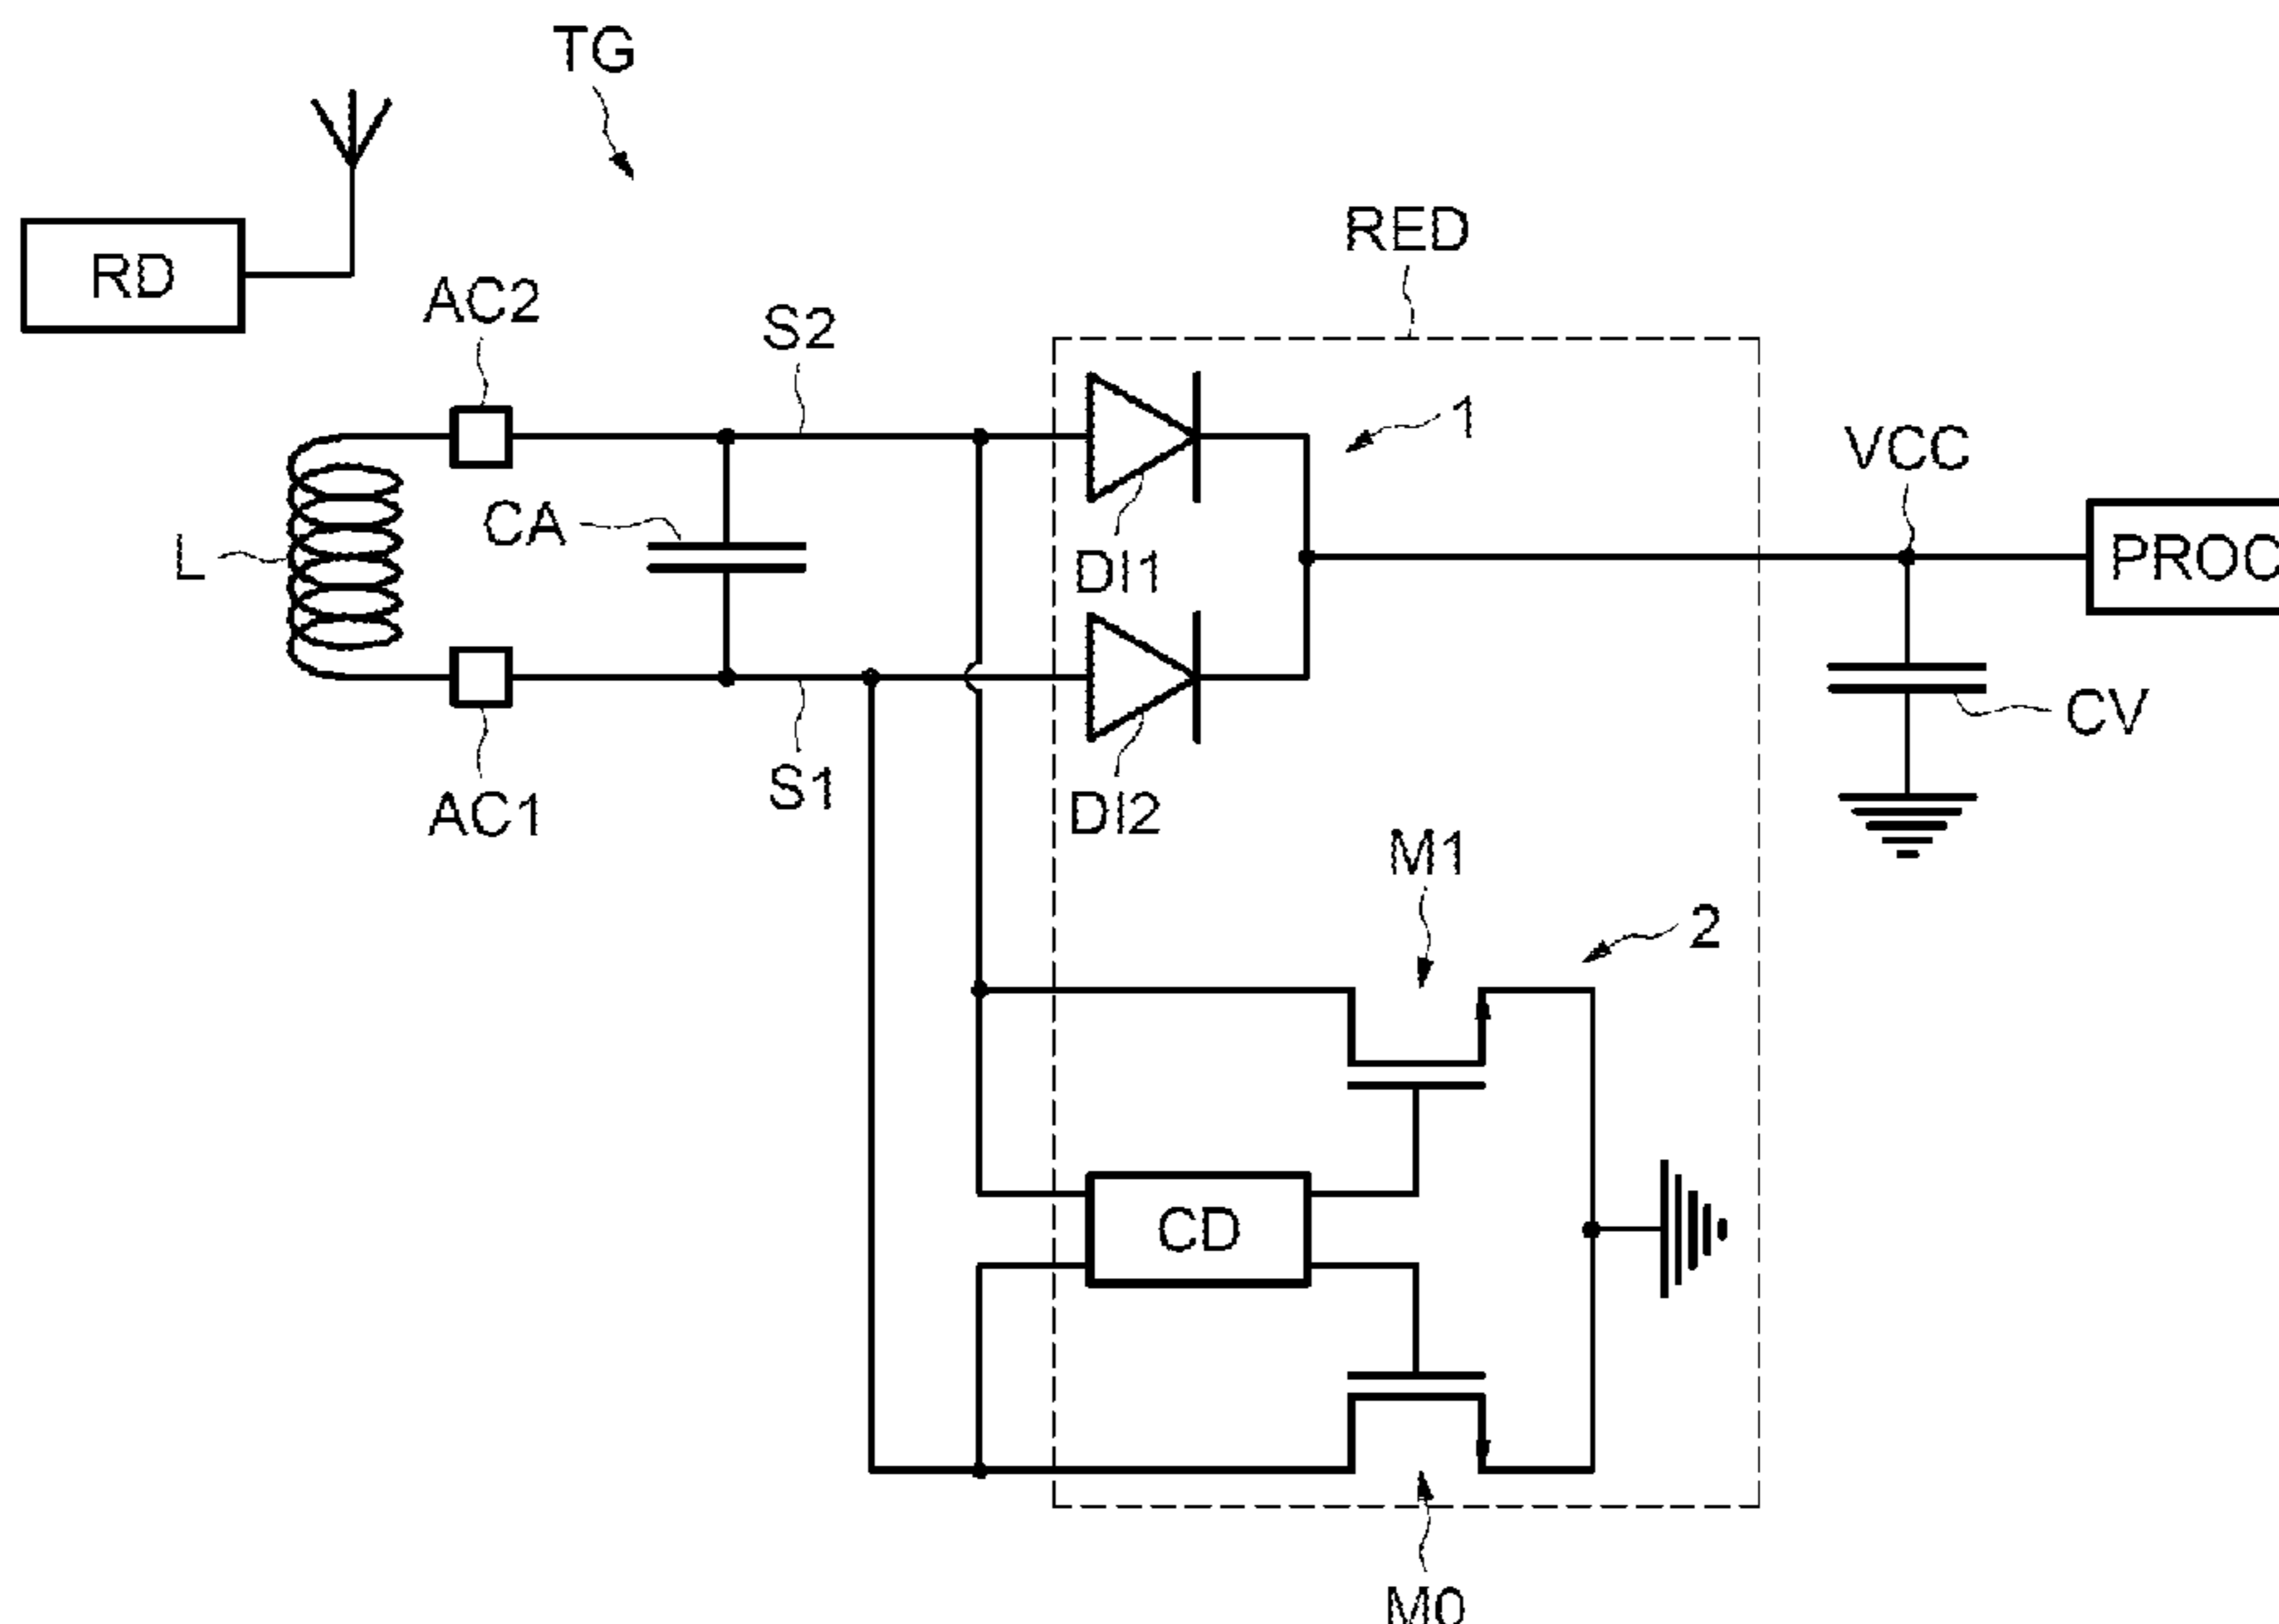 TG
RD
AC2
S2
RED
1
VCC
L
CA
DI1
PROC
AC1
S1
DI2
CV
M1
2
CD
M0